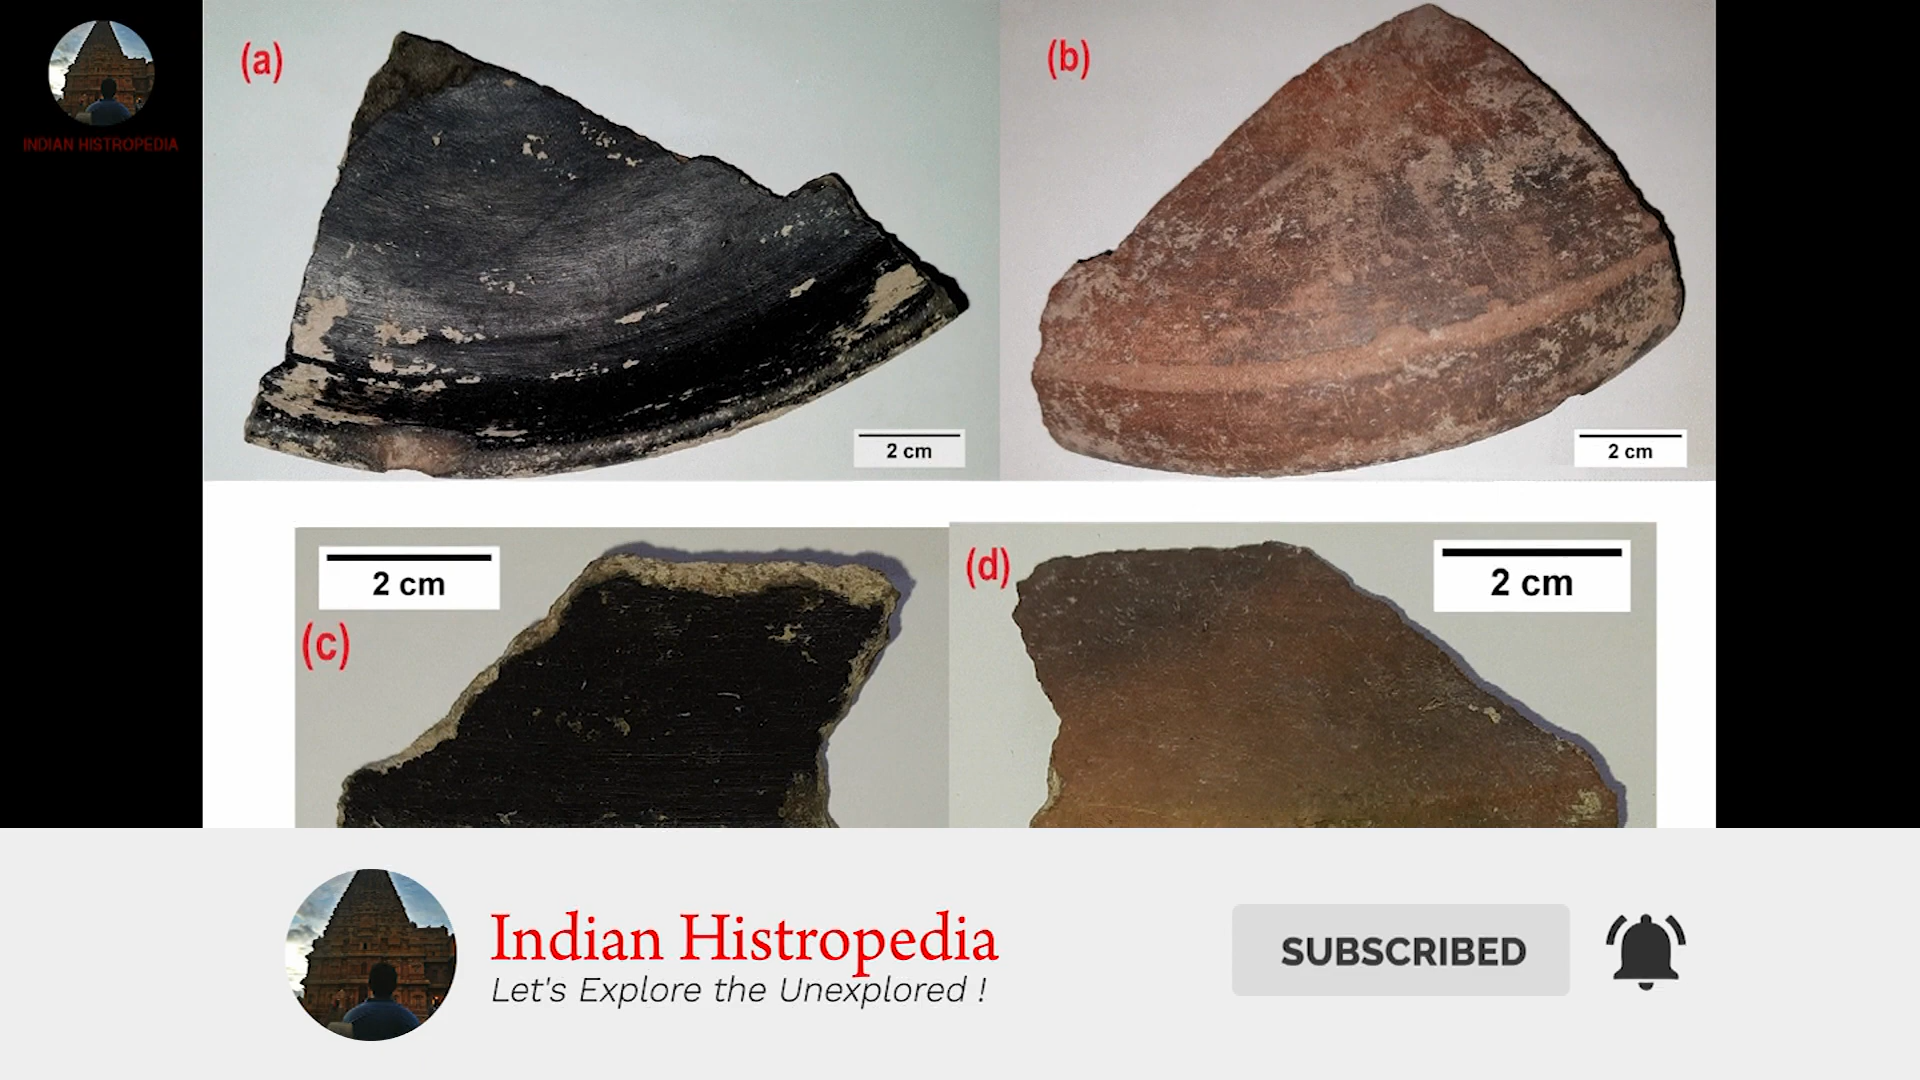 INDIAN HISTROPEDIA
(a)
2 cm
(b)
2 cm
2 cm
(c)
(d)
2 cm
Indian Histropedia
Let's Explore the Unexplored !
SUBSCRIBED